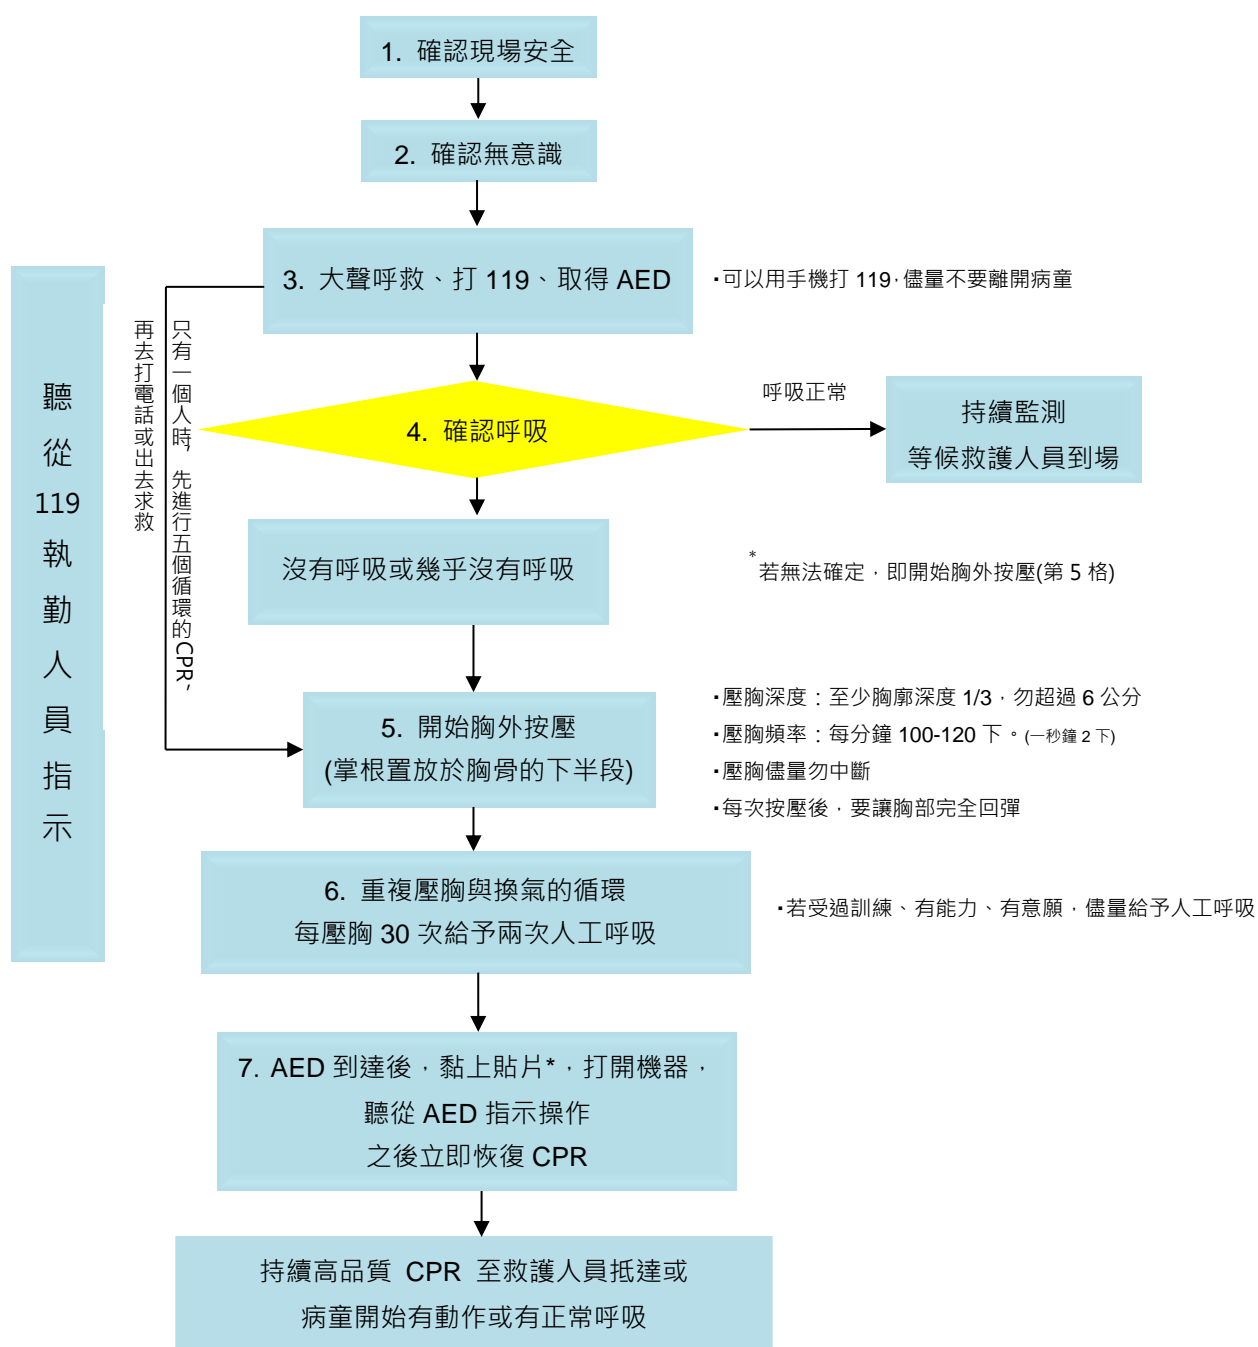 1. 確認現場安全
2. 確認無意識
3. 大聲呼救、打 119、取得 AED
▪可以用手機打 119，儘量不要離開病童
聽從119執勤人員指示
只有一個人時，先進行五個循環的CPR，
再去打電話或出去求救
4. 確認呼吸
呼吸正常
持續監測
等候救護人員到場
沒有呼吸或幾乎沒有呼吸
*若無法確定，即開始胸外按壓(第 5 格)
5. 開始胸外按壓
(掌根置放於胸骨的下半段)
▪壓胸深度：至少胸廓深度 1/3，勿超過 6 公分
▪壓胸頻率：每分鐘 100-120 下。(一秒鐘 2 下)
▪壓胸儘量勿中斷
▪每次按壓後，要讓胸部完全回彈
6. 重複壓胸與換氣的循環
每壓胸 30 次給予兩次人工呼吸
▪若受過訓練、有能力、有意願，儘量給予人工呼吸
7. AED 到達後，黏上貼片*，打開機器，
聽從 AED 指示操作
之後立即恢復 CPR
持續高品質 CPR 至救護人員抵達或
病童開始有動作或有正常呼吸